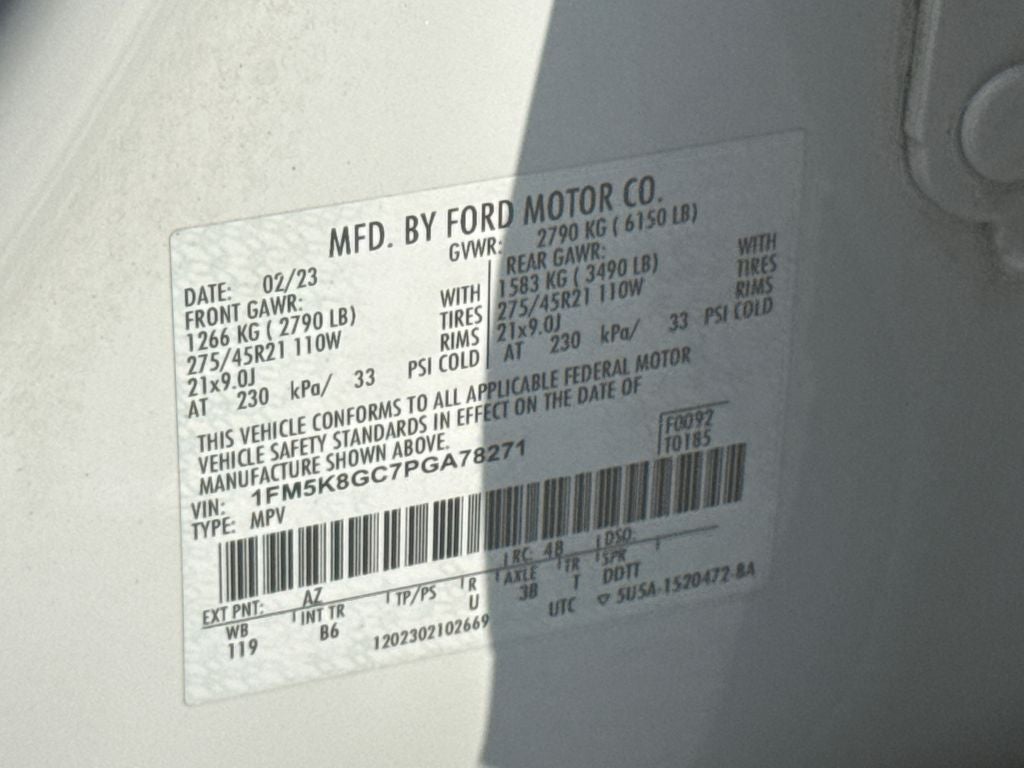 MFD. BY FORD MOTOR CO.
DATE: 02/23 GVWR: 2790 KG ( 6150 LB)
FRONT GAWR:
1266 KG ( 2790 LB) WITH
275/45R21 110W TIRES
21x9.0J RIMS
AT 230 kPa/ 33 PSI COLD
REAR GAWR:
1583 KG ( 3490 LB) WITH
275/45R21 110W TIRES
21x9.0J RIMS
AT 230 kPa/ 33 PSI COLD
THIS VEHICLE CONFORMS TO ALL APPLICABLE FEDERAL MOTOR
VEHICLE SAFETY STANDARDS IN EFFECT ON THE DATE OF
MANUFACTURE SHOWN ABOVE.
F0092
T0185
VIN: 1FM5K8GC7PGA78271
TYPE: MPV
EXT PNT: AZ RC: 48 DSO:
WB INT TR TP/PS R AXLE TR SPR
119 B6 U 3B T DDTT
1202302102669 UTC 5U5A-1520472-BA